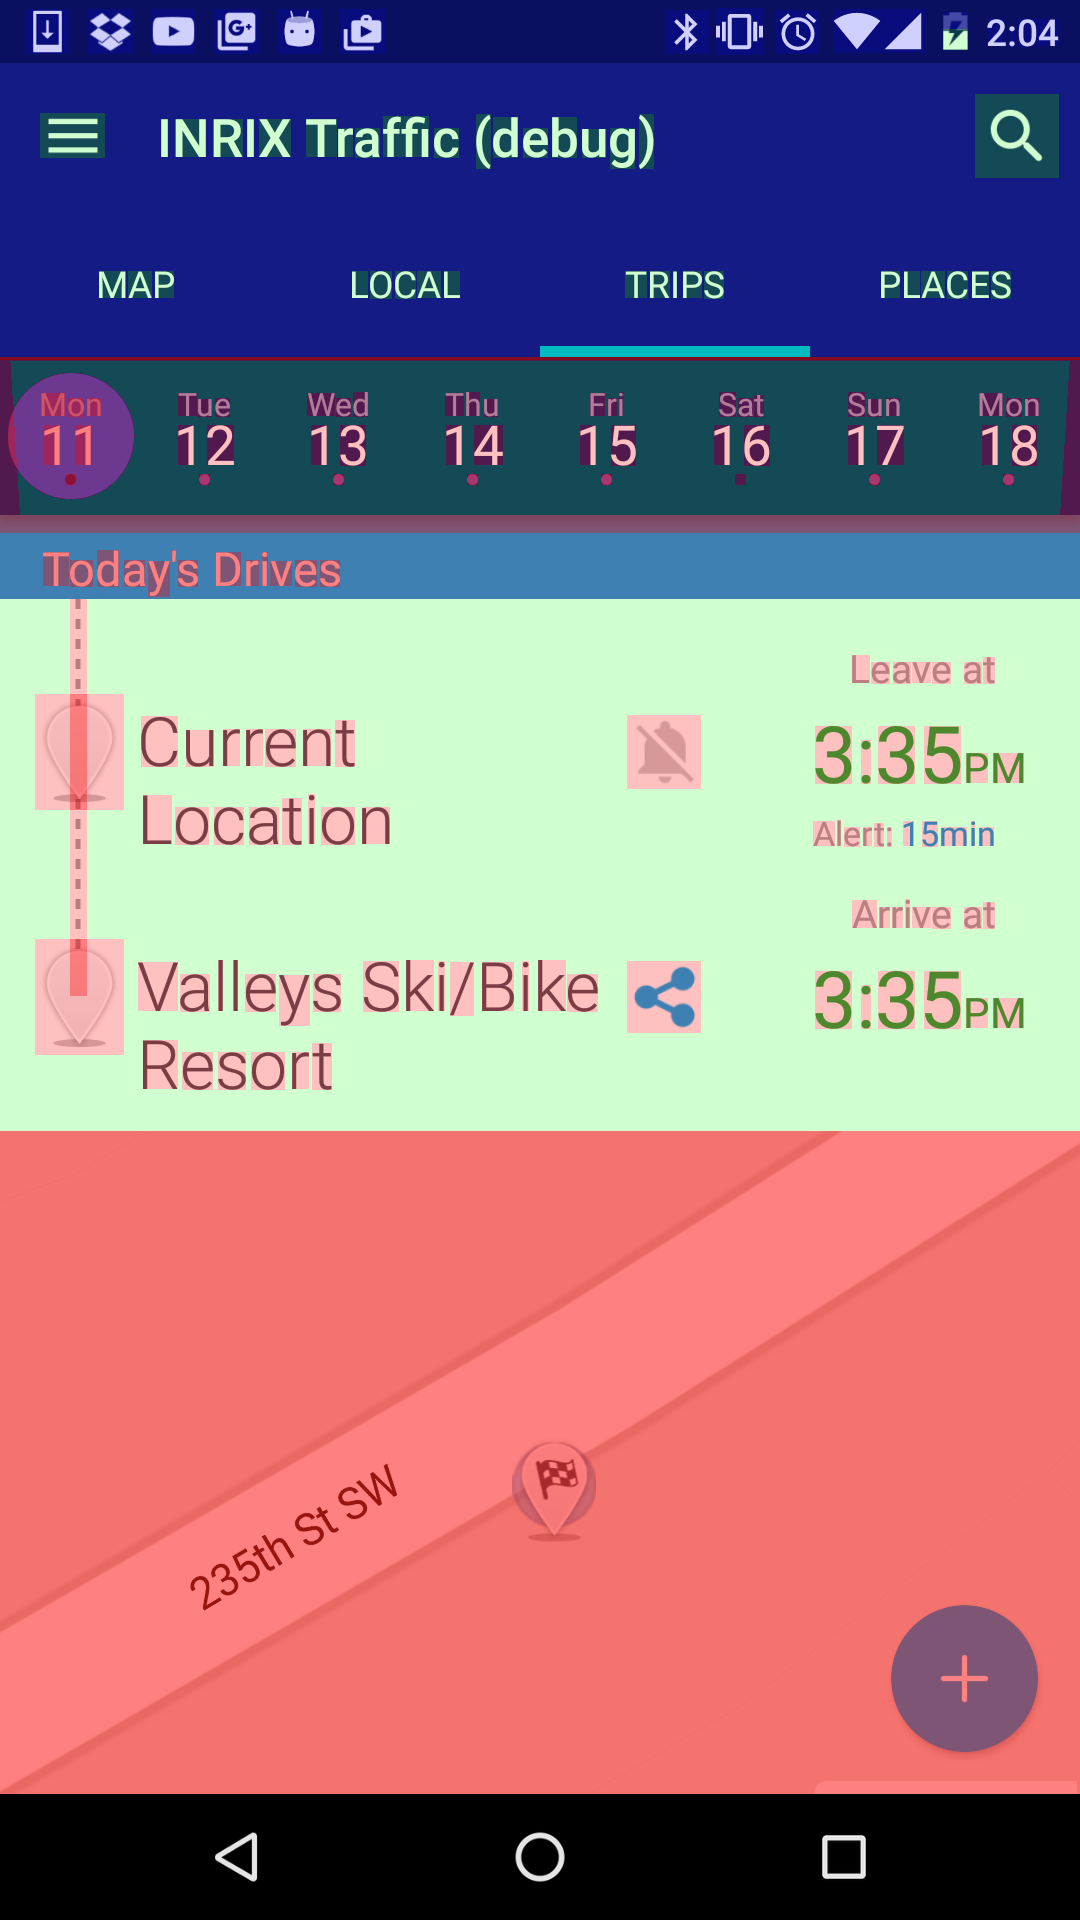 2:04
INRIX Traffic (debug)
MAP LOCAL TRIPS PLACES
Mon Tue Wed Thu Fri Sat Sun Mon
11 12 13 14 15 16 17 18
Today's Drives
Leave at
Current
Location
3:35PM
Alert: 15min
Arrive at
Valleys Ski/Bike
Resort
3:35PM
235th St SW